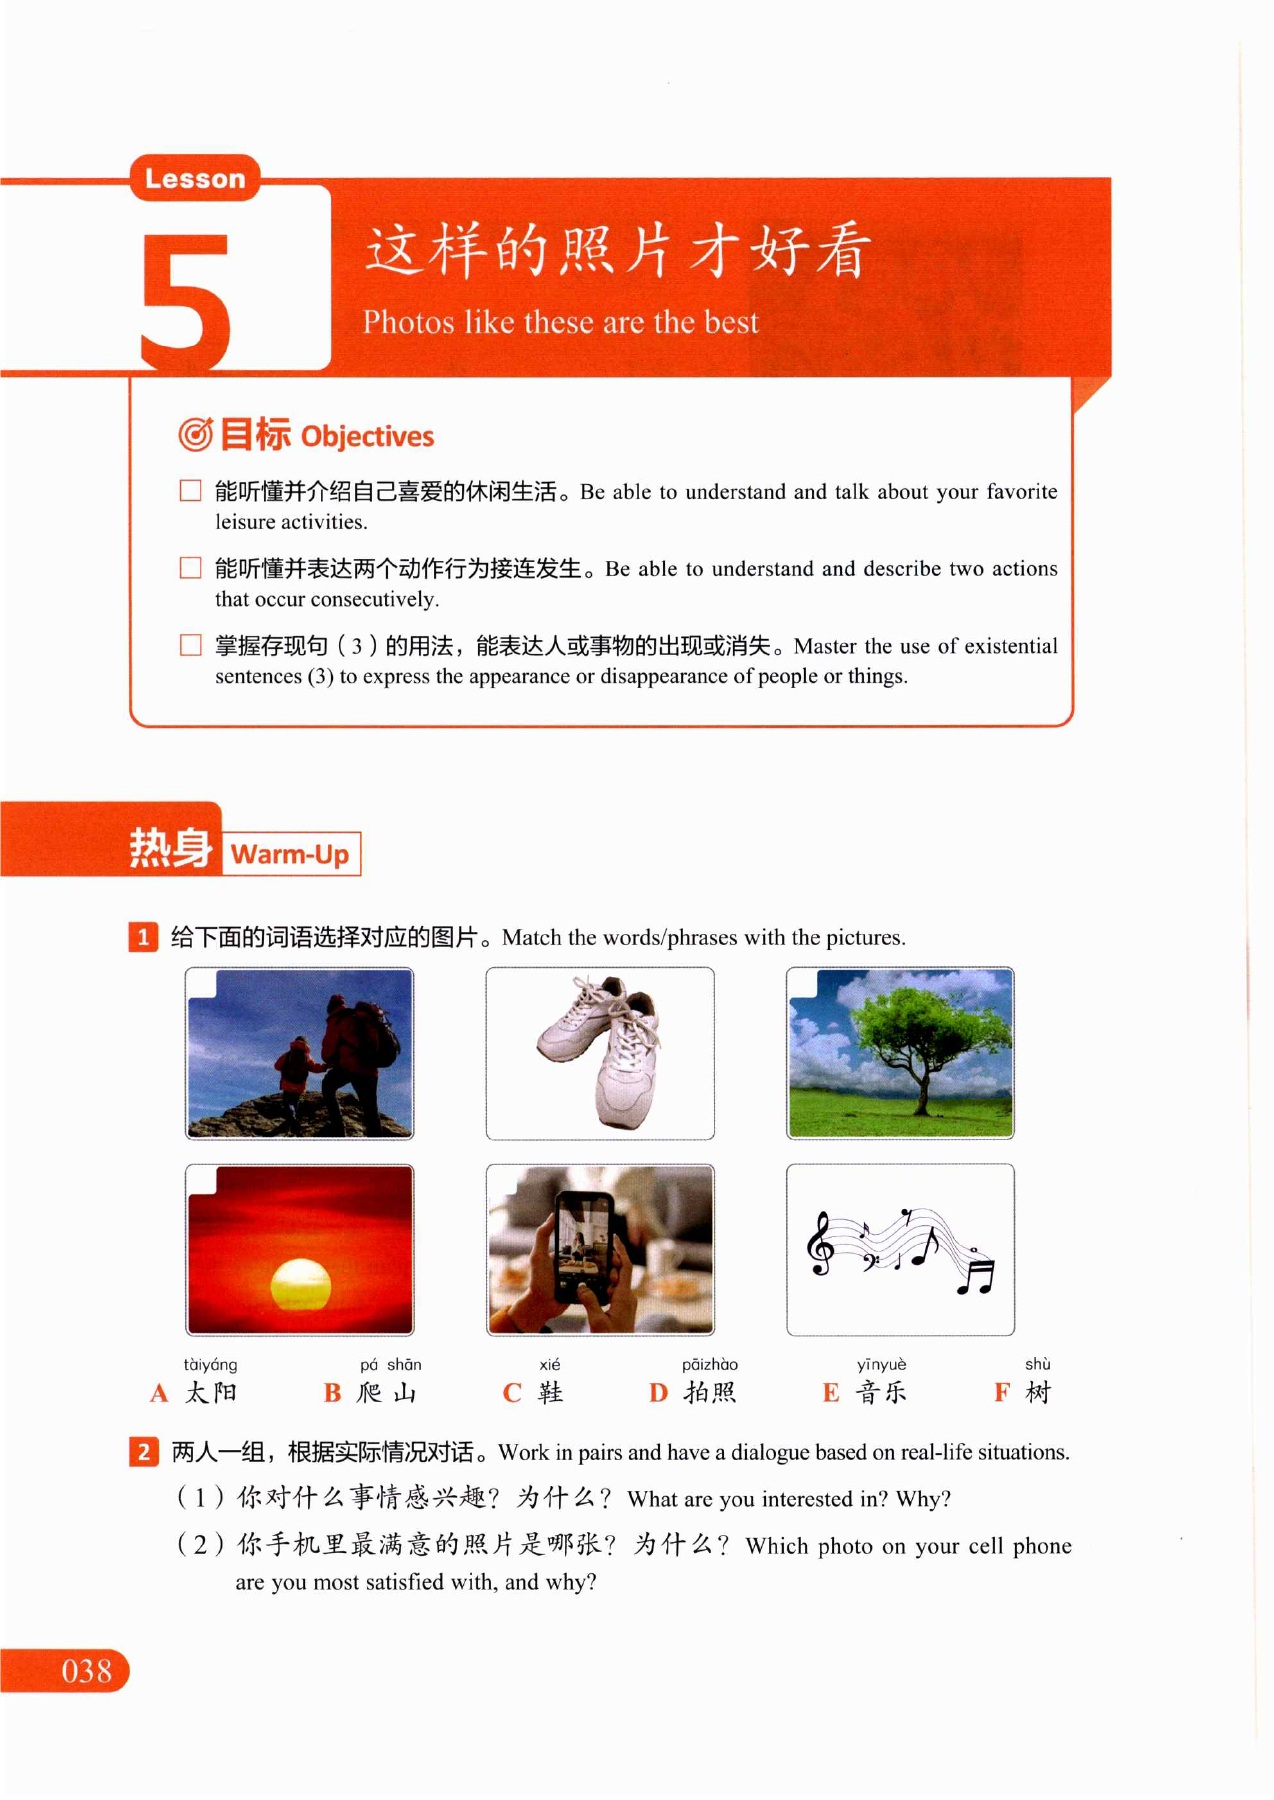 Lesson
5
这样的照片才好看
Photos like these are the best
目标 Objectives
能听懂并介绍自己喜爱的休闲生活。Be able to understand and talk about your favorite
leisure activities.
能听懂并表达两个动作行为接连发生。Be able to understand and describe two actions
that occur consecutively.
掌握存现句（3）的用法，能表达人或事物的出现或消失。Master the use of existential
sentences (3) to express the appearance or disappearance of people or things.
热身 Warm-Up
1 给下面的词语选择对应的图片。Match the words/phrases with the pictures.
tàiyáng pá shān xié pāizhào yīnyuè shù
A 太阳 B 爬山 C 鞋 D 拍照 E 音乐 F 树
2 两人一组，根据实际情况对话。Work in pairs and have a dialogue based on real-life situations.
（1）你对什么事情感兴趣？为什么？What are you interested in? Why?
（2）你手机里最满意的照片是哪张？为什么？Which photo on your cell phone
are you most satisfied with, and why?
038